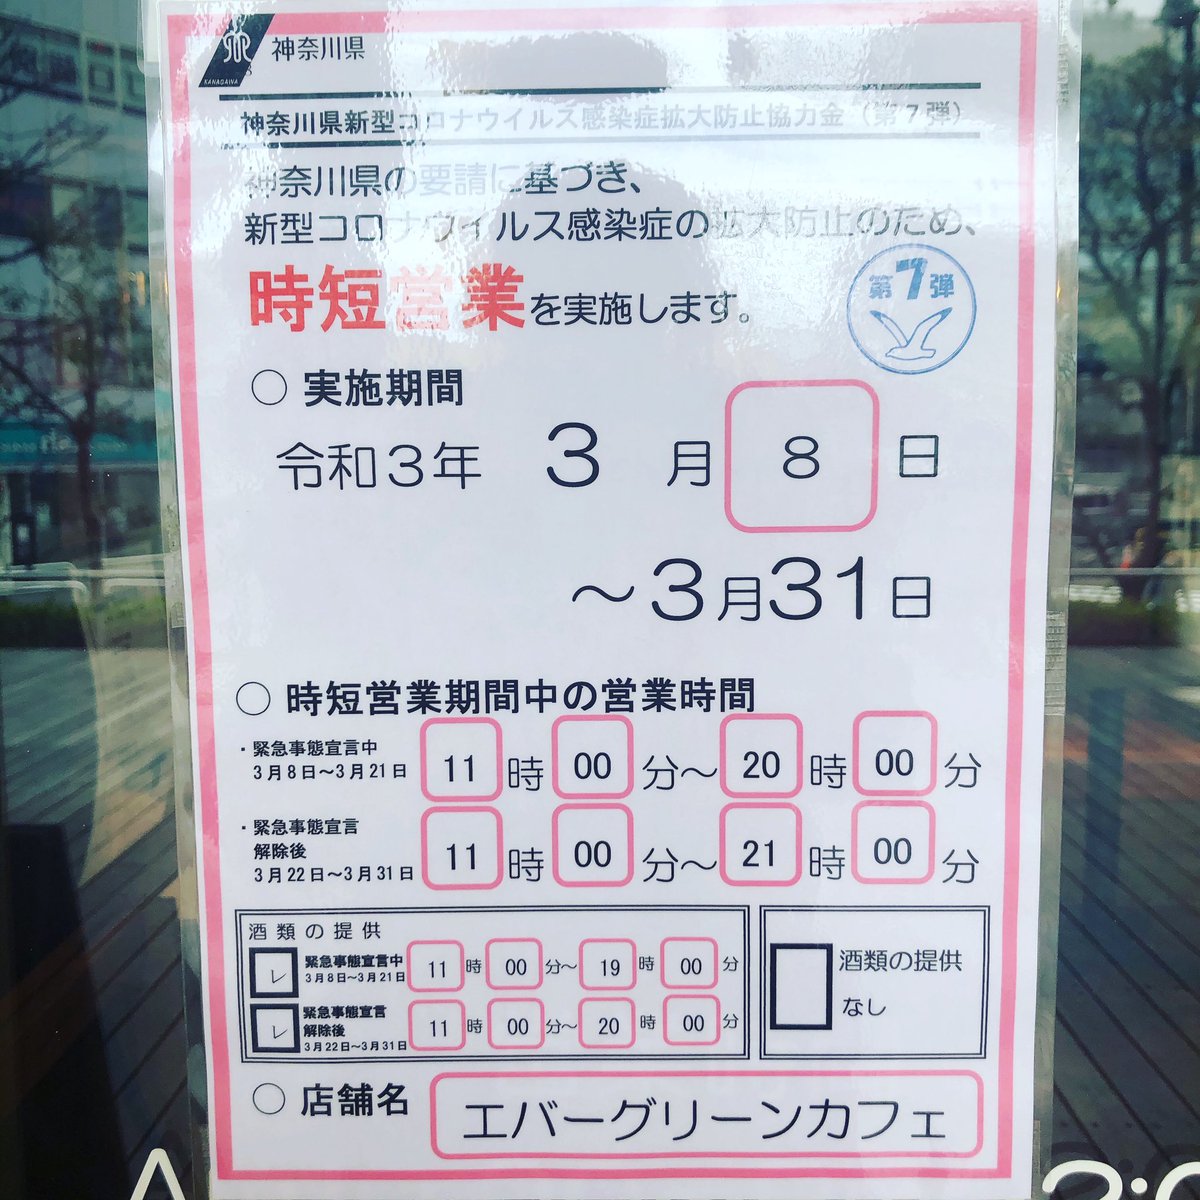 KANAGAWA
神奈川県
神奈川県新型コロナウイルス感染症拡大防止協力金（第７弾）
神奈川県の要請に基づき、
新型コロナウィルス感染症の拡大防止のため、
時短営業を実施します。
第7弾
○ 実施期間
令和３年 3 月 8 日
～3月31日
○ 時短営業期間中の営業時間
・緊急事態宣言中
３月８日～３月２１日 11 時 00 分～ 20 時 00 分
・緊急事態宣言
解除後
３月２２日～３月３１日 11 時 00 分～ 21 時 00 分
酒類の提供
レ 緊急事態宣言中
３月８日～３月２１日 11 時 00 分～ 19 時 00 分
レ 緊急事態宣言
解除後
３月２２日～３月３１日 11 時 00 分～ 20 時 00 分
酒類の提供
なし
○ 店舗名 エバーグリーンカフェ